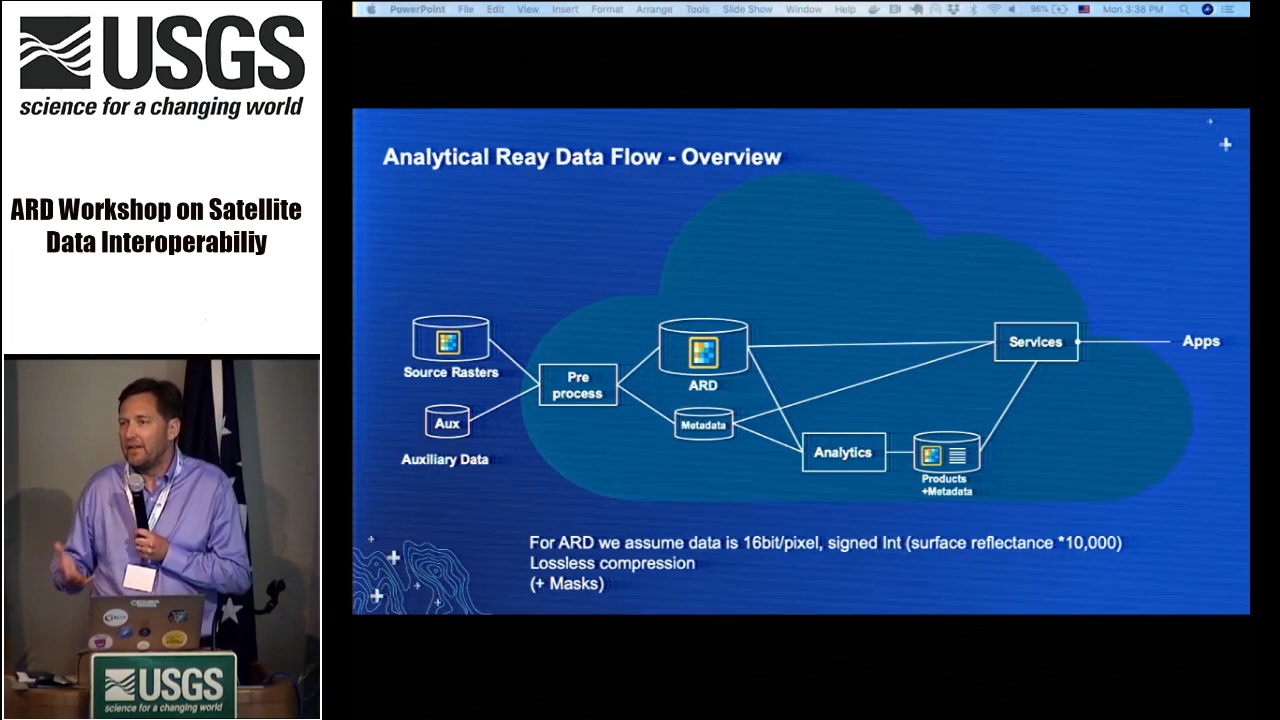 USGS
science for a changing world
ARD Workshop on Satellite
Data Interoperabiliy
PowerPoint File Edit View Insert Format Arrange Tools Slide Show Window Help 96% Mon 3:38 PM
Analytical Reay Data Flow - Overview
Source Rasters
Aux
Auxiliary Data
Pre
process
ARD
Metadata
Analytics
Products
+Metadata
Services
Apps
For ARD we assume data is 16bit/pixel, signed Int (surface reflectance *10,000)
Lossless compression
(+ Masks)
USGS
science for a changing world